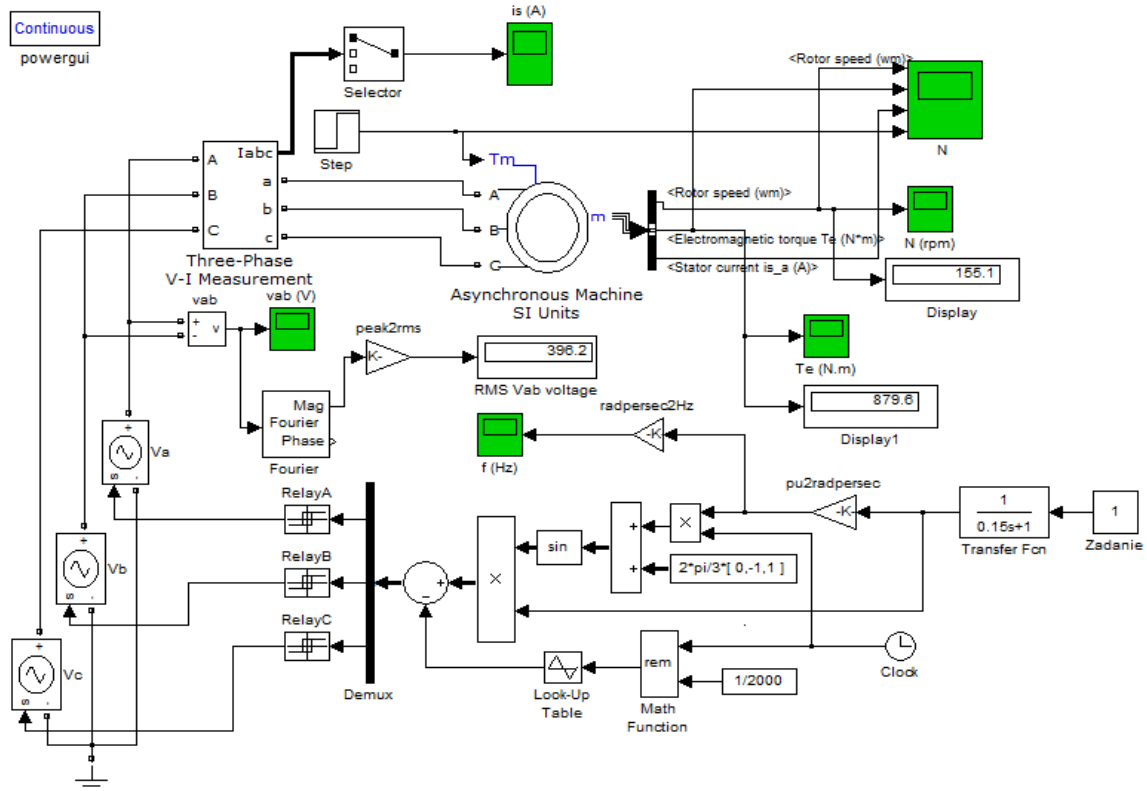 Continuous
powergui
is (A)
Selector
Step
<Rotor speed (wm)>
N
Iabc
A
a
B
b
C
c
Three-Phase
V-I Measurement
Tm
A
B
C
m
Asynchronous Machine
SI Units
<Rotor speed (wm)>
<Electromagnetic torque Te (N*m)>
<Stator current is_a (A)>
N (rpm)
155.1
Display
vab
+
-
v
vab (V)
peak2rms
K-
396.2
RMS Vab voltage
Te (N.m)
879.6
Display1
Mag
Fourier
Phase
Fourier
f (Hz)
radpersec2Hz
-K-
pu2radpersec
-K-
1
0.15s+1
Transfer Fcn
1
Zadanie
+
s
-
Va
RelayA
+
s
-
Vb
RelayB
+
s
-
Vc
RelayC
Demux
+
−
×
sin
+
+
×
2*pi/3*[ 0,-1,1 ]
Look-Up
Table
rem
Math
Function
1/2000
Clock